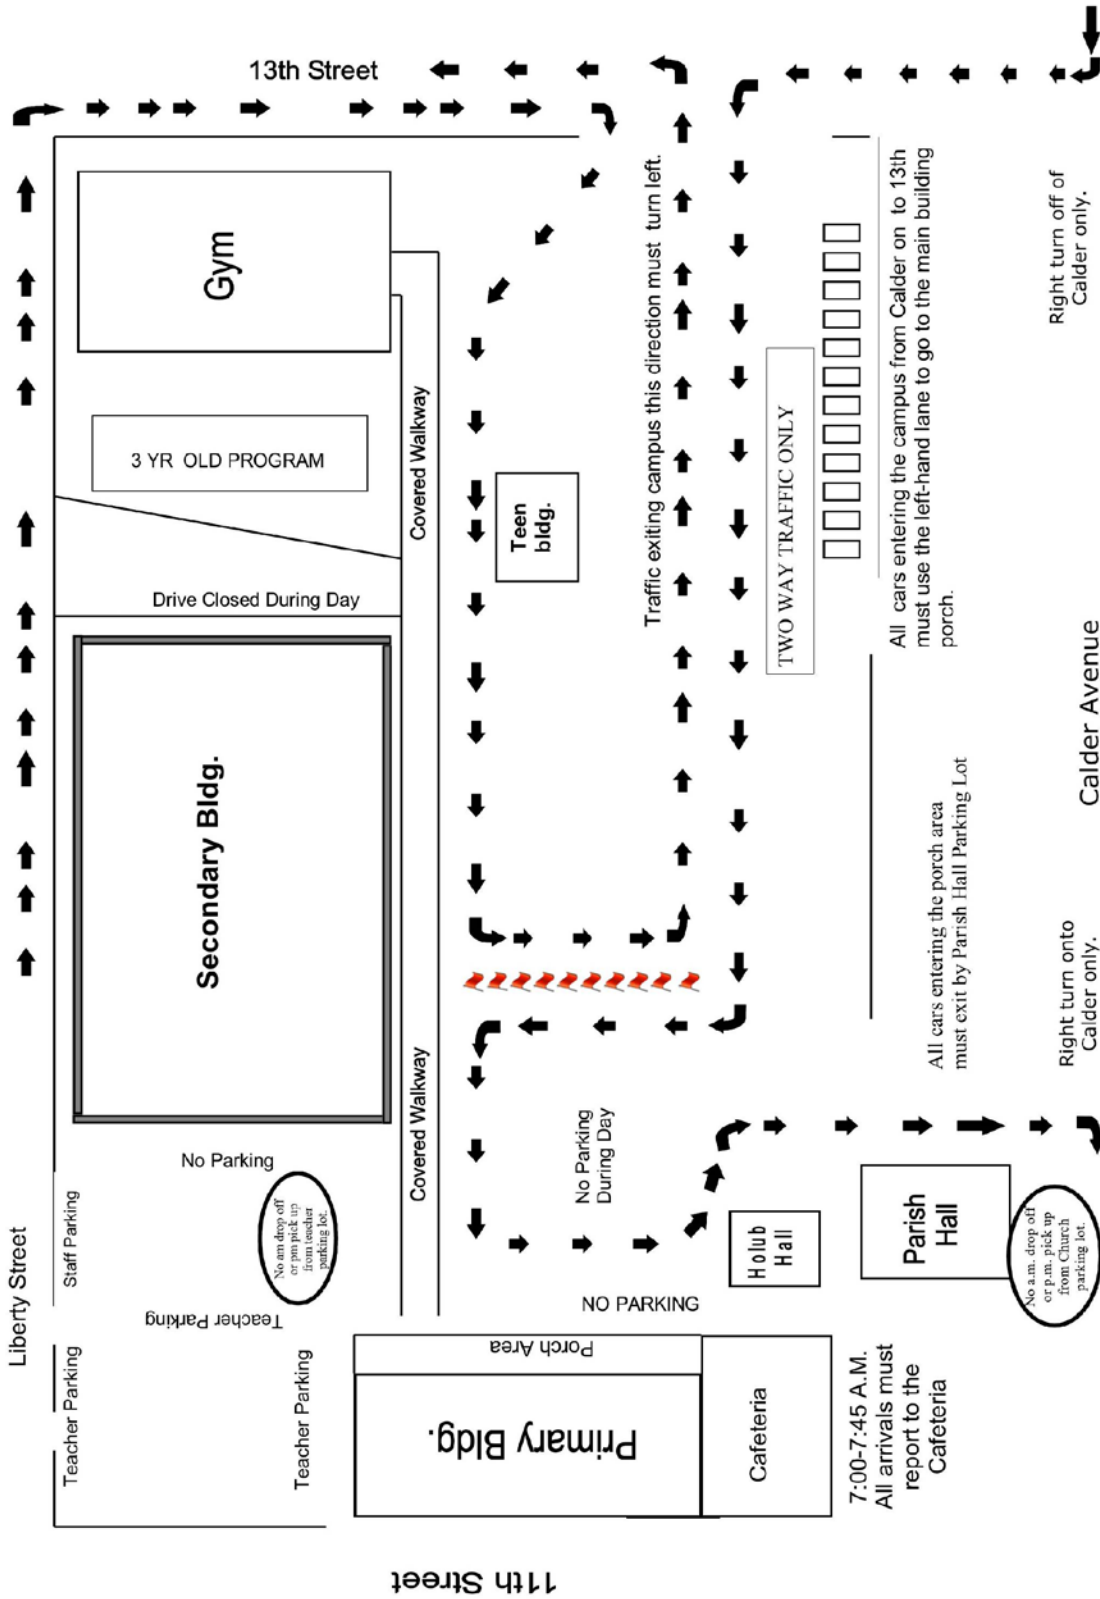 13th Street
Gym
3 YR  OLD PROGRAM
Covered Walkway
Drive Closed During Day
Teen
bldg.
Traffic exiting campus this direction must  turn left.
TWO WAY TRAFFIC ONLY
All  cars entering the campus from Calder on  to 13th
must use the left-hand lane to go to the main building
porch.
Right turn off of
Calder only.
Secondary Bldg.
Covered Walkway
No Parking
During Day
All cars entering the porch area
must exit by Parish Hall Parking Lot
Calder Avenue
Right turn onto
Calder only.
Liberty Street
Staff Parking
No Parking
No am drop off
or pm pick up
from teacher
parking lot.
Teacher Parking
Teacher Parking
Teacher Parking
NO PARKING
Holub
Hall
Parish
Hall
No a.m. drop off
or p.m. pick up
from Church
parking lot.
Porch Area
Primary Bldg.
Cafeteria
7:00-7:45 A.M.
All arrivals must
report to the
Cafeteria
11th Street